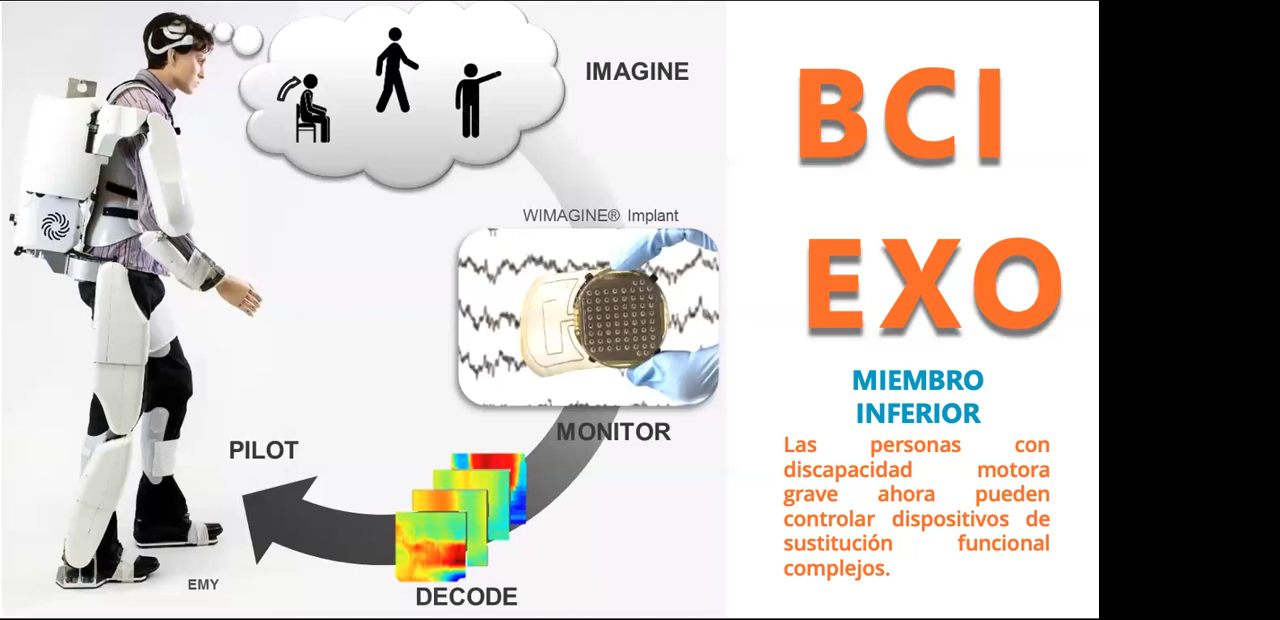 IMAGINE
WIMAGINE® Implant
MONITOR
DECODE
PILOT
EMY
BCI
EXO
MIEMBRO
INFERIOR
Las personas con
discapacidad motora
grave ahora pueden
controlar dispositivos de
sustitución funcional
complejos.